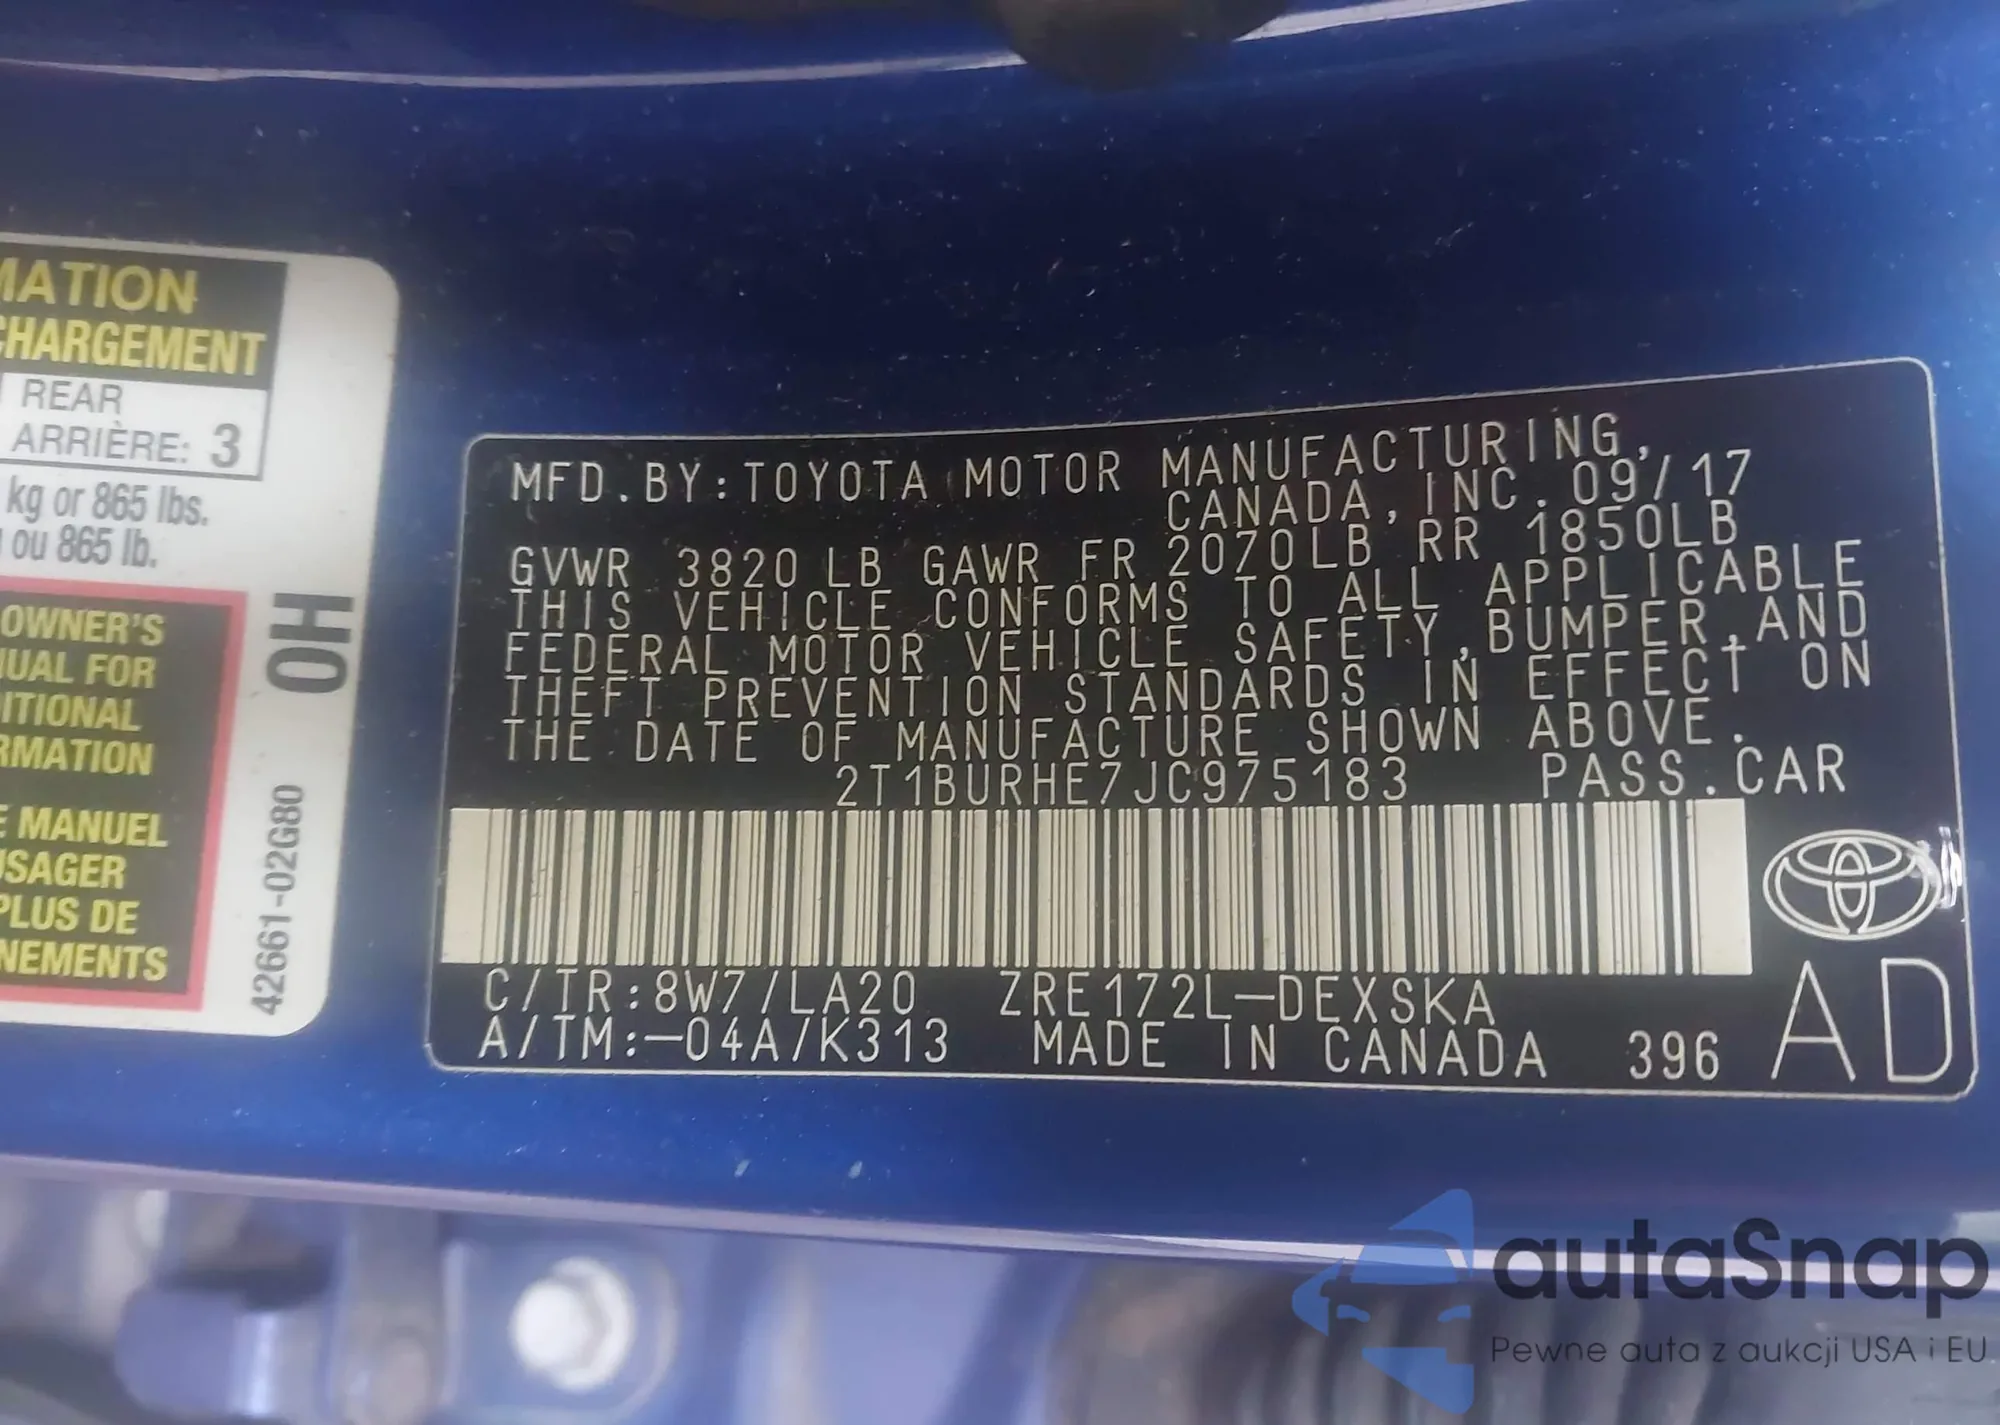 MATION
CHARGEMENT
REAR
ARRIÈRE: 3
kg or 865 lbs.
ou 865 lb.
OWNER'S
UAL FOR
ITIONAL
RMATION
E MANUEL
USAGER
PLUS DE
NEMENTS
0H
42661-02G80
MFD.BY:TOYOTA MOTOR MANUFACTURING,
CANADA,INC.09/17
GVWR 3820 LB GAWR FR 2070LB RR 1850LB
THIS VEHICLE CONFORMS TO ALL APPLICABLE
FEDERAL MOTOR VEHICLE SAFETY,BUMPER,AND
THEFT PREVENTION STANDARDS IN EFFECT ON
THE DATE OF MANUFACTURE SHOWN ABOVE.
2T1BURHE7JC975183 PASS.CAR
C/TR:8W7/LA20 ZRE172L-DEXSKA
A/TM:-04A/K313 MADE IN CANADA 396
AD
autaSnap
Pewne auta z aukcji USA i EU